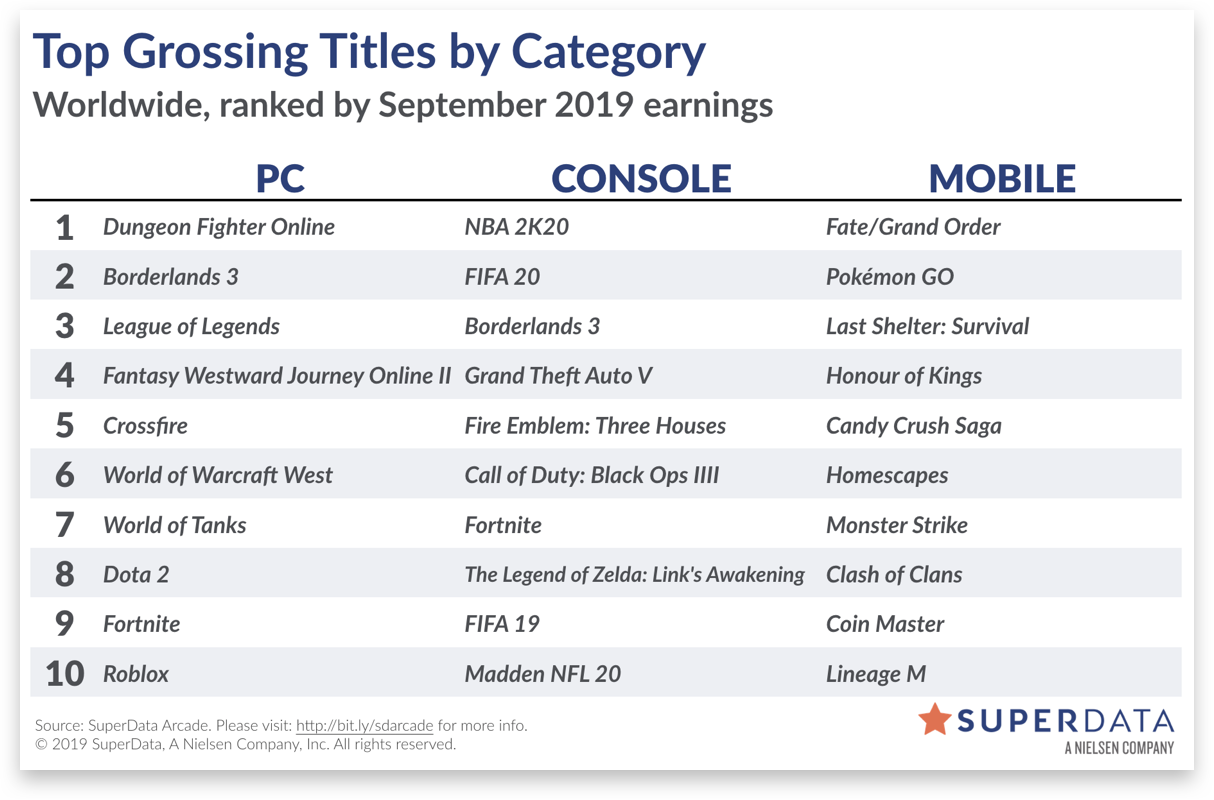 Top Grossing Titles by Category
Worldwide, ranked by September 2019 earnings
PC CONSOLE MOBILE
1 Dungeon Fighter Online NBA 2K20 Fate/Grand Order
2 Borderlands 3 FIFA 20 Pokémon GO
3 League of Legends Borderlands 3 Last Shelter: Survival
4 Fantasy Westward Journey Online II Grand Theft Auto V Honour of Kings
5 Crossfire Fire Emblem: Three Houses Candy Crush Saga
6 World of Warcraft West Call of Duty: Black Ops IIII Homescapes
7 World of Tanks Fortnite Monster Strike
8 Dota 2 The Legend of Zelda: Link's Awakening Clash of Clans
9 Fortnite FIFA 19 Coin Master
10 Roblox Madden NFL 20 Lineage M
Source: SuperData Arcade. Please visit: http://bit.ly/sdarcade for more info.
© 2019 SuperData, A Nielsen Company, Inc. All rights reserved.
SUPERDATA
A NIELSEN COMPANY